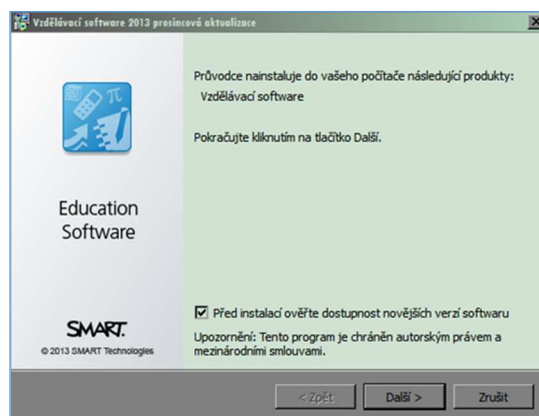 Vzdělávací software 2013 prosincová aktualizace
Průvodce nainstaluje do vašeho počítače následující produkty:
Vzdělávací software
Pokračujte kliknutím na tlačítko Další.
π
Education
Software
Před instalací ověřte dostupnost novějších verzí softwaru
Upozornění: Tento program je chráněn autorským právem a
mezinárodními smlouvami.
SMART.
© 2013 SMART Technologies
< Zpět
Další >
Zrušit